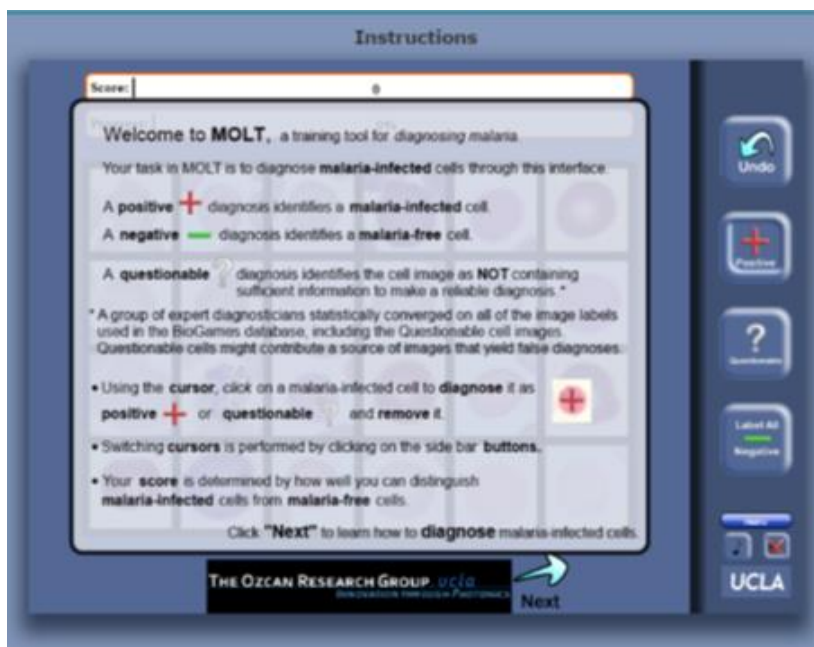 Instructions
Score: 0
Welcome to MOLT, a training tool for diagnosing malaria.
Your task in MOLT is to diagnose malaria-infected cells through this interface.
A positive + diagnosis identifies a malaria-infected cell.
A negative — diagnosis identifies a malaria-free cell.
A questionable ? diagnosis identifies the cell image as NOT containing
sufficient information to make a reliable diagnosis.*
* A group of expert diagnosticians statistically converged on all of the image labels
used in the BioGames database, including the Questionable cell images.
Questionable cells might contribute a source of images that yield false diagnoses.
• Using the cursor, click on a malaria-infected cell to diagnose it as
positive + or questionable ? and remove it.
• Switching cursors is performed by clicking on the side bar buttons.
• Your score is determined by how well you can distinguish
malaria-infected cells from malaria-free cells.
Click "Next" to learn how to diagnose malaria-infected cells.
THE OZCAN RESEARCH GROUP ucla
INNOVATION THROUGH PHOTONICS
Next
Undo
Positive
?
Questionable
Label All
Negative
UCLA